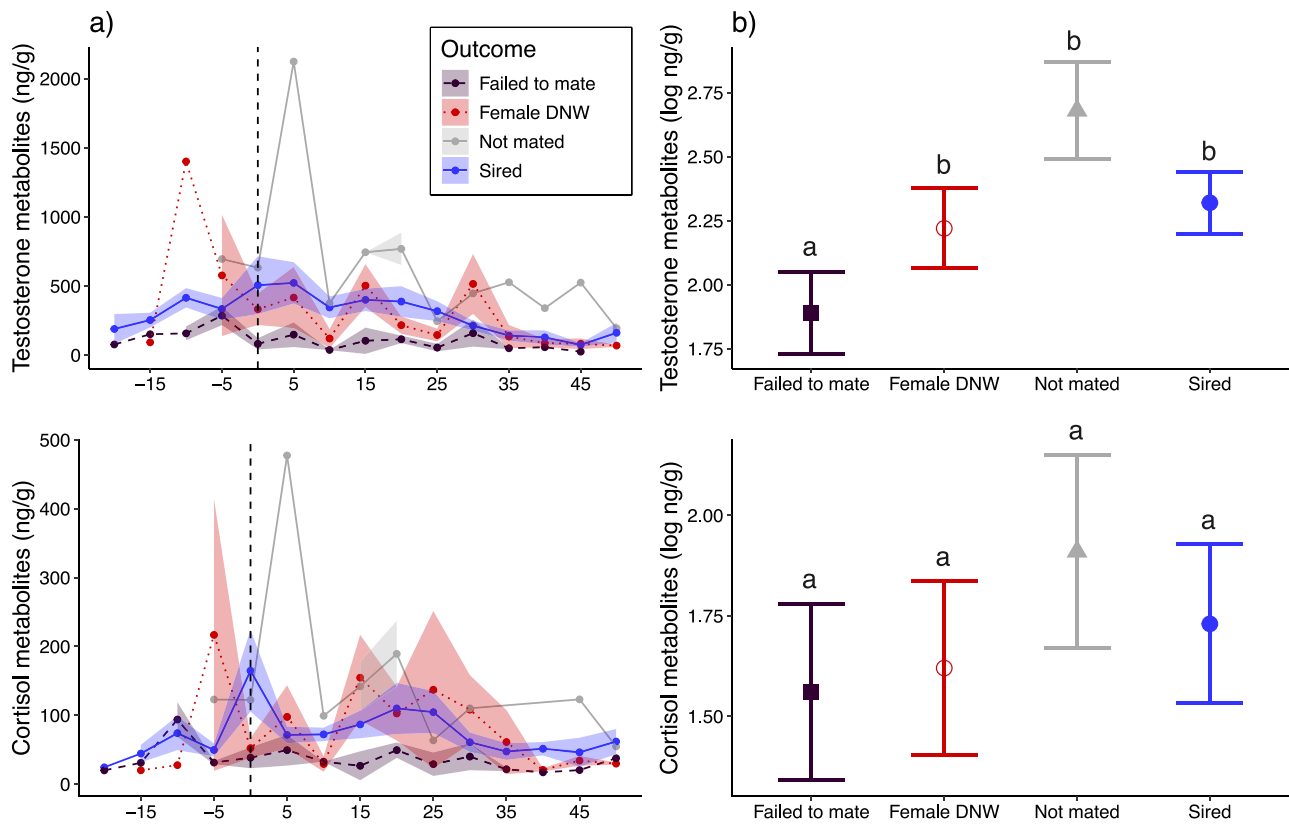 a)
Testosterone metabolites (ng/g)
2000
1500
1000
500
0
−15
−5
5
15
25
35
45
Outcome
Failed to mate
Female DNW
Not mated
Sired
b)
Testosterone metabolites (log ng/g)
2.75
2.50
2.25
2.00
1.75
a
b
b
b
Failed to mate
Female DNW
Not mated
Sired
Cortisol metabolites (ng/g)
500
400
300
200
100
0
−15
−5
5
15
25
35
45
Cortisol metabolites (log ng/g)
2.00
1.75
1.50
a
a
a
a
Failed to mate
Female DNW
Not mated
Sired